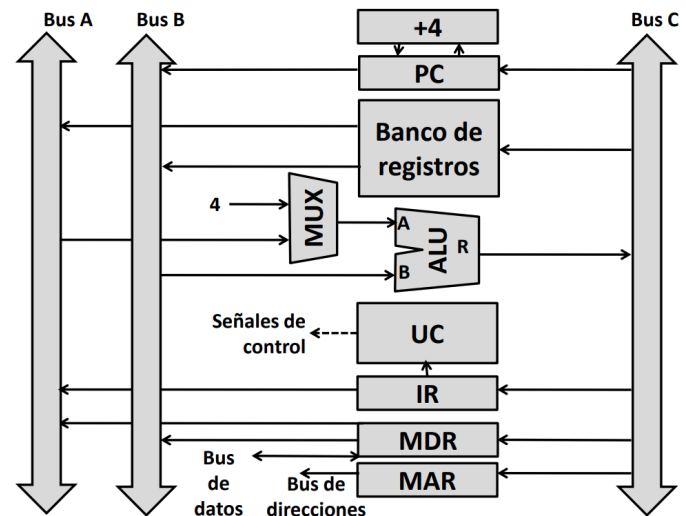 Bus A
Bus B
Bus C
+4
PC
Banco de
registros
4
MUX
A
B
ALU
R
Señales de
control
UC
IR
MDR
MAR
Bus
de
datos
Bus de
direcciones